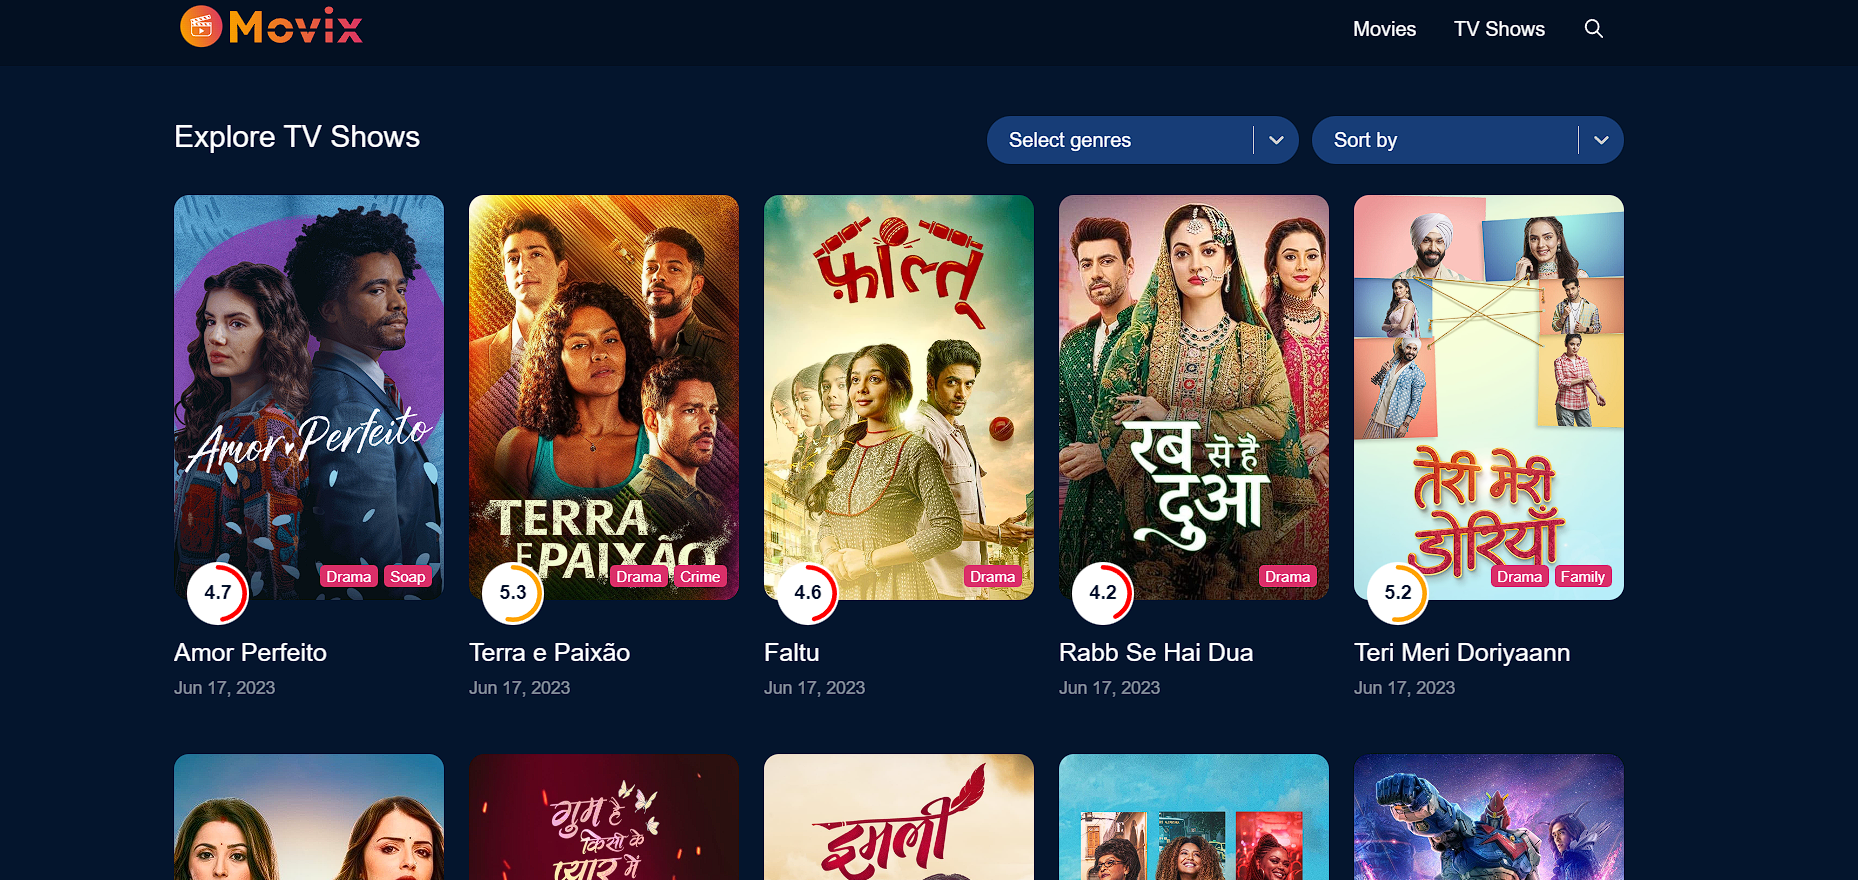 Movix
Movies
TV Shows
Explore TV Shows
Select genres
Sort by
Amor Perfeito
TERRA
E PAIXÃO
फ़ालतू
रब से है
दुआ
तेरी मेरी
डोरियाँ
4.7
Drama
Soap
5.3
Drama
Crime
4.6
Drama
4.2
Drama
5.2
Drama
Family
Amor Perfeito
Terra e Paixão
Faltu
Rabb Se Hai Dua
Teri Meri Doriyaann
Jun 17, 2023
Jun 17, 2023
Jun 17, 2023
Jun 17, 2023
Jun 17, 2023
गुम है
किसी के
प्यार में
इमली